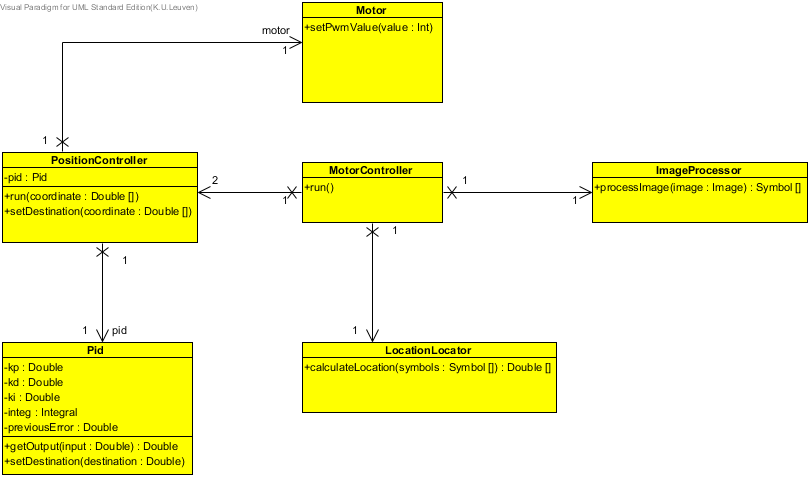 Visual Paradigm for UML Standard Edition(K.U.Leuven)
Motor
+setPwmValue(value : Int)
motor
1
1
PositionController
-pid : Pid
+run(coordinate : Double [])
+setDestination(coordinate : Double [])
2
1
MotorController
+run()
1
1
ImageProcessor
+processImage(image : Image) : Symbol []
1
1
1
pid
1
Pid
-kp : Double
-kd : Double
-ki : Double
-integ : Integral
-previousError : Double
+getOutput(input : Double) : Double
+setDestination(destination : Double)
LocationLocator
+calculateLocation(symbols : Symbol []) : Double []